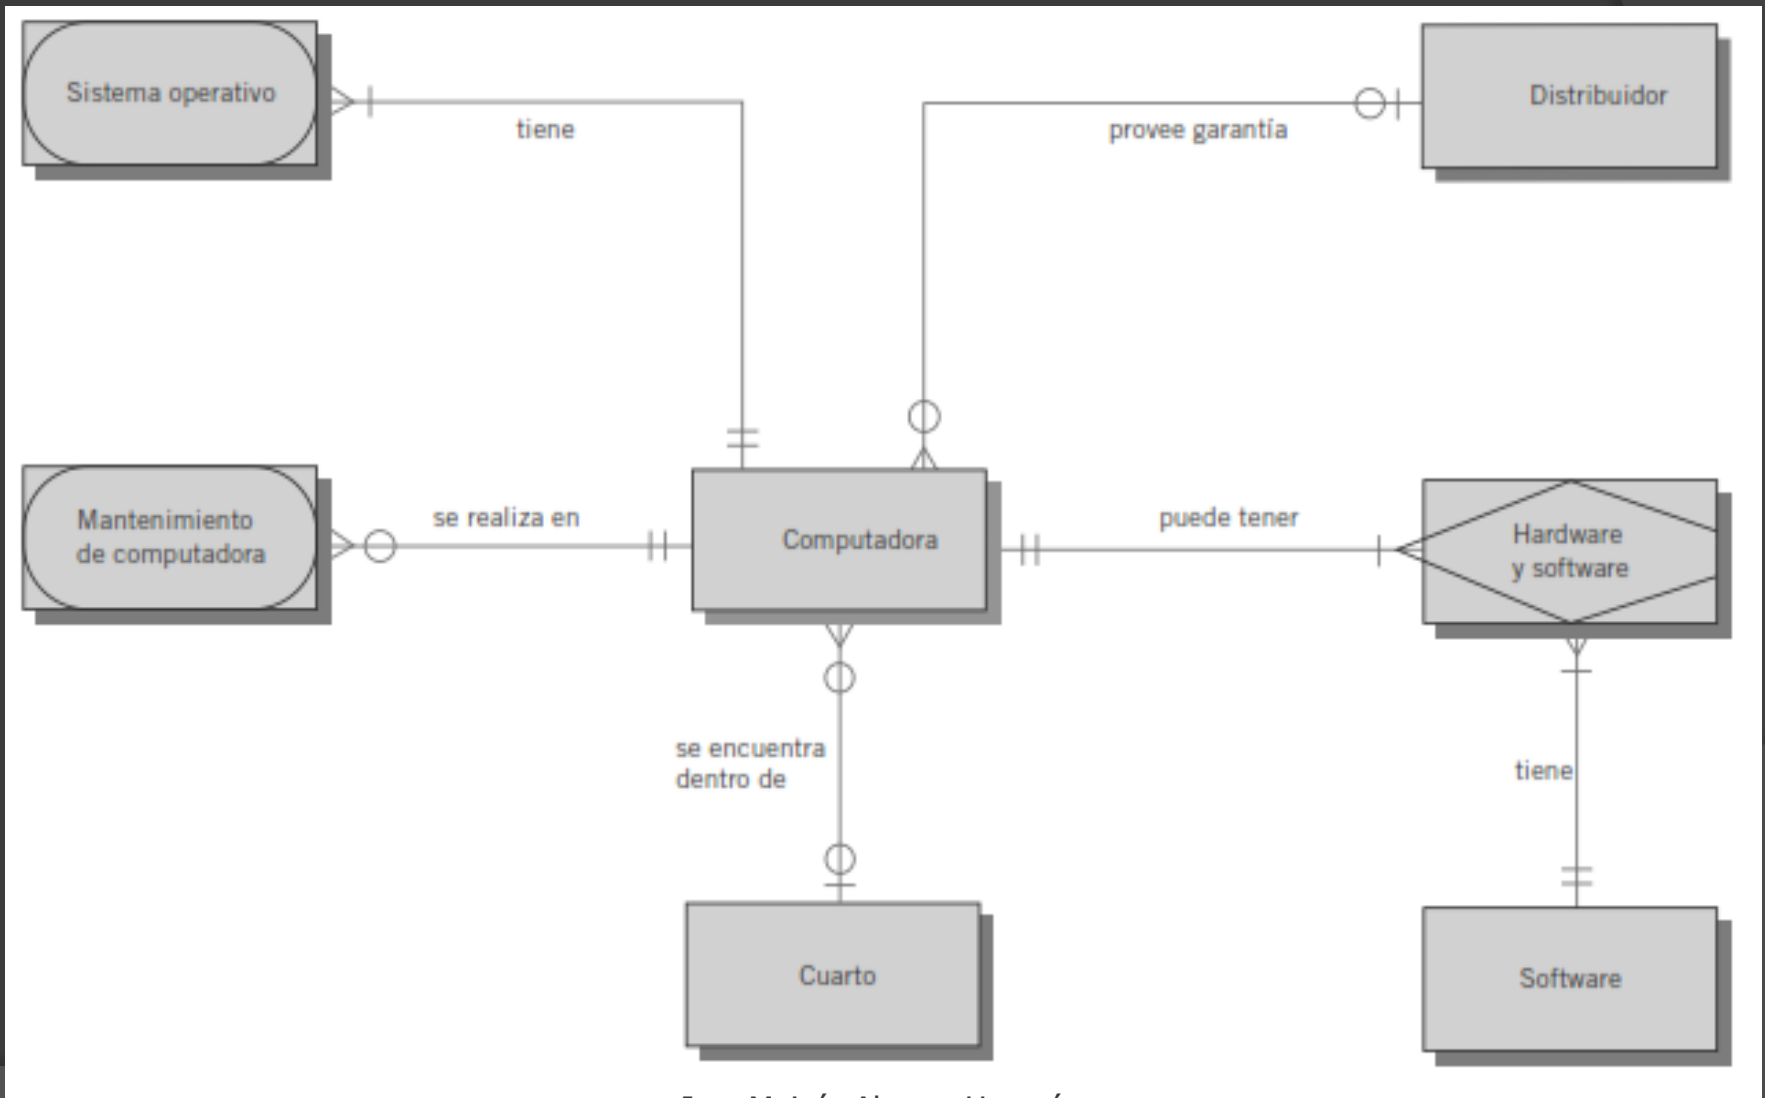 Sistema operativo
tiene
provee garantía
Distribuidor
Mantenimiento
de computadora
se realiza en
Computadora
puede tener
Hardware
y software
se encuentra
dentro de
tiene
Cuarto
Software